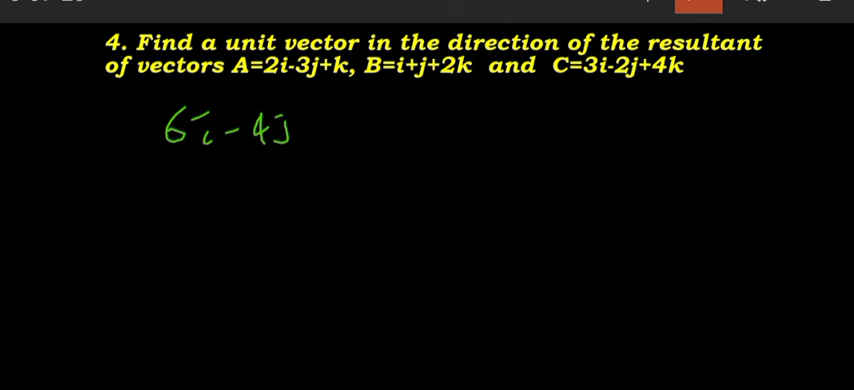 4. Find a unit vector in the direction of the resultant
of vectors A=2i-3j+k, B=i+j+2k and C=3i-2j+4k
6i - 4j